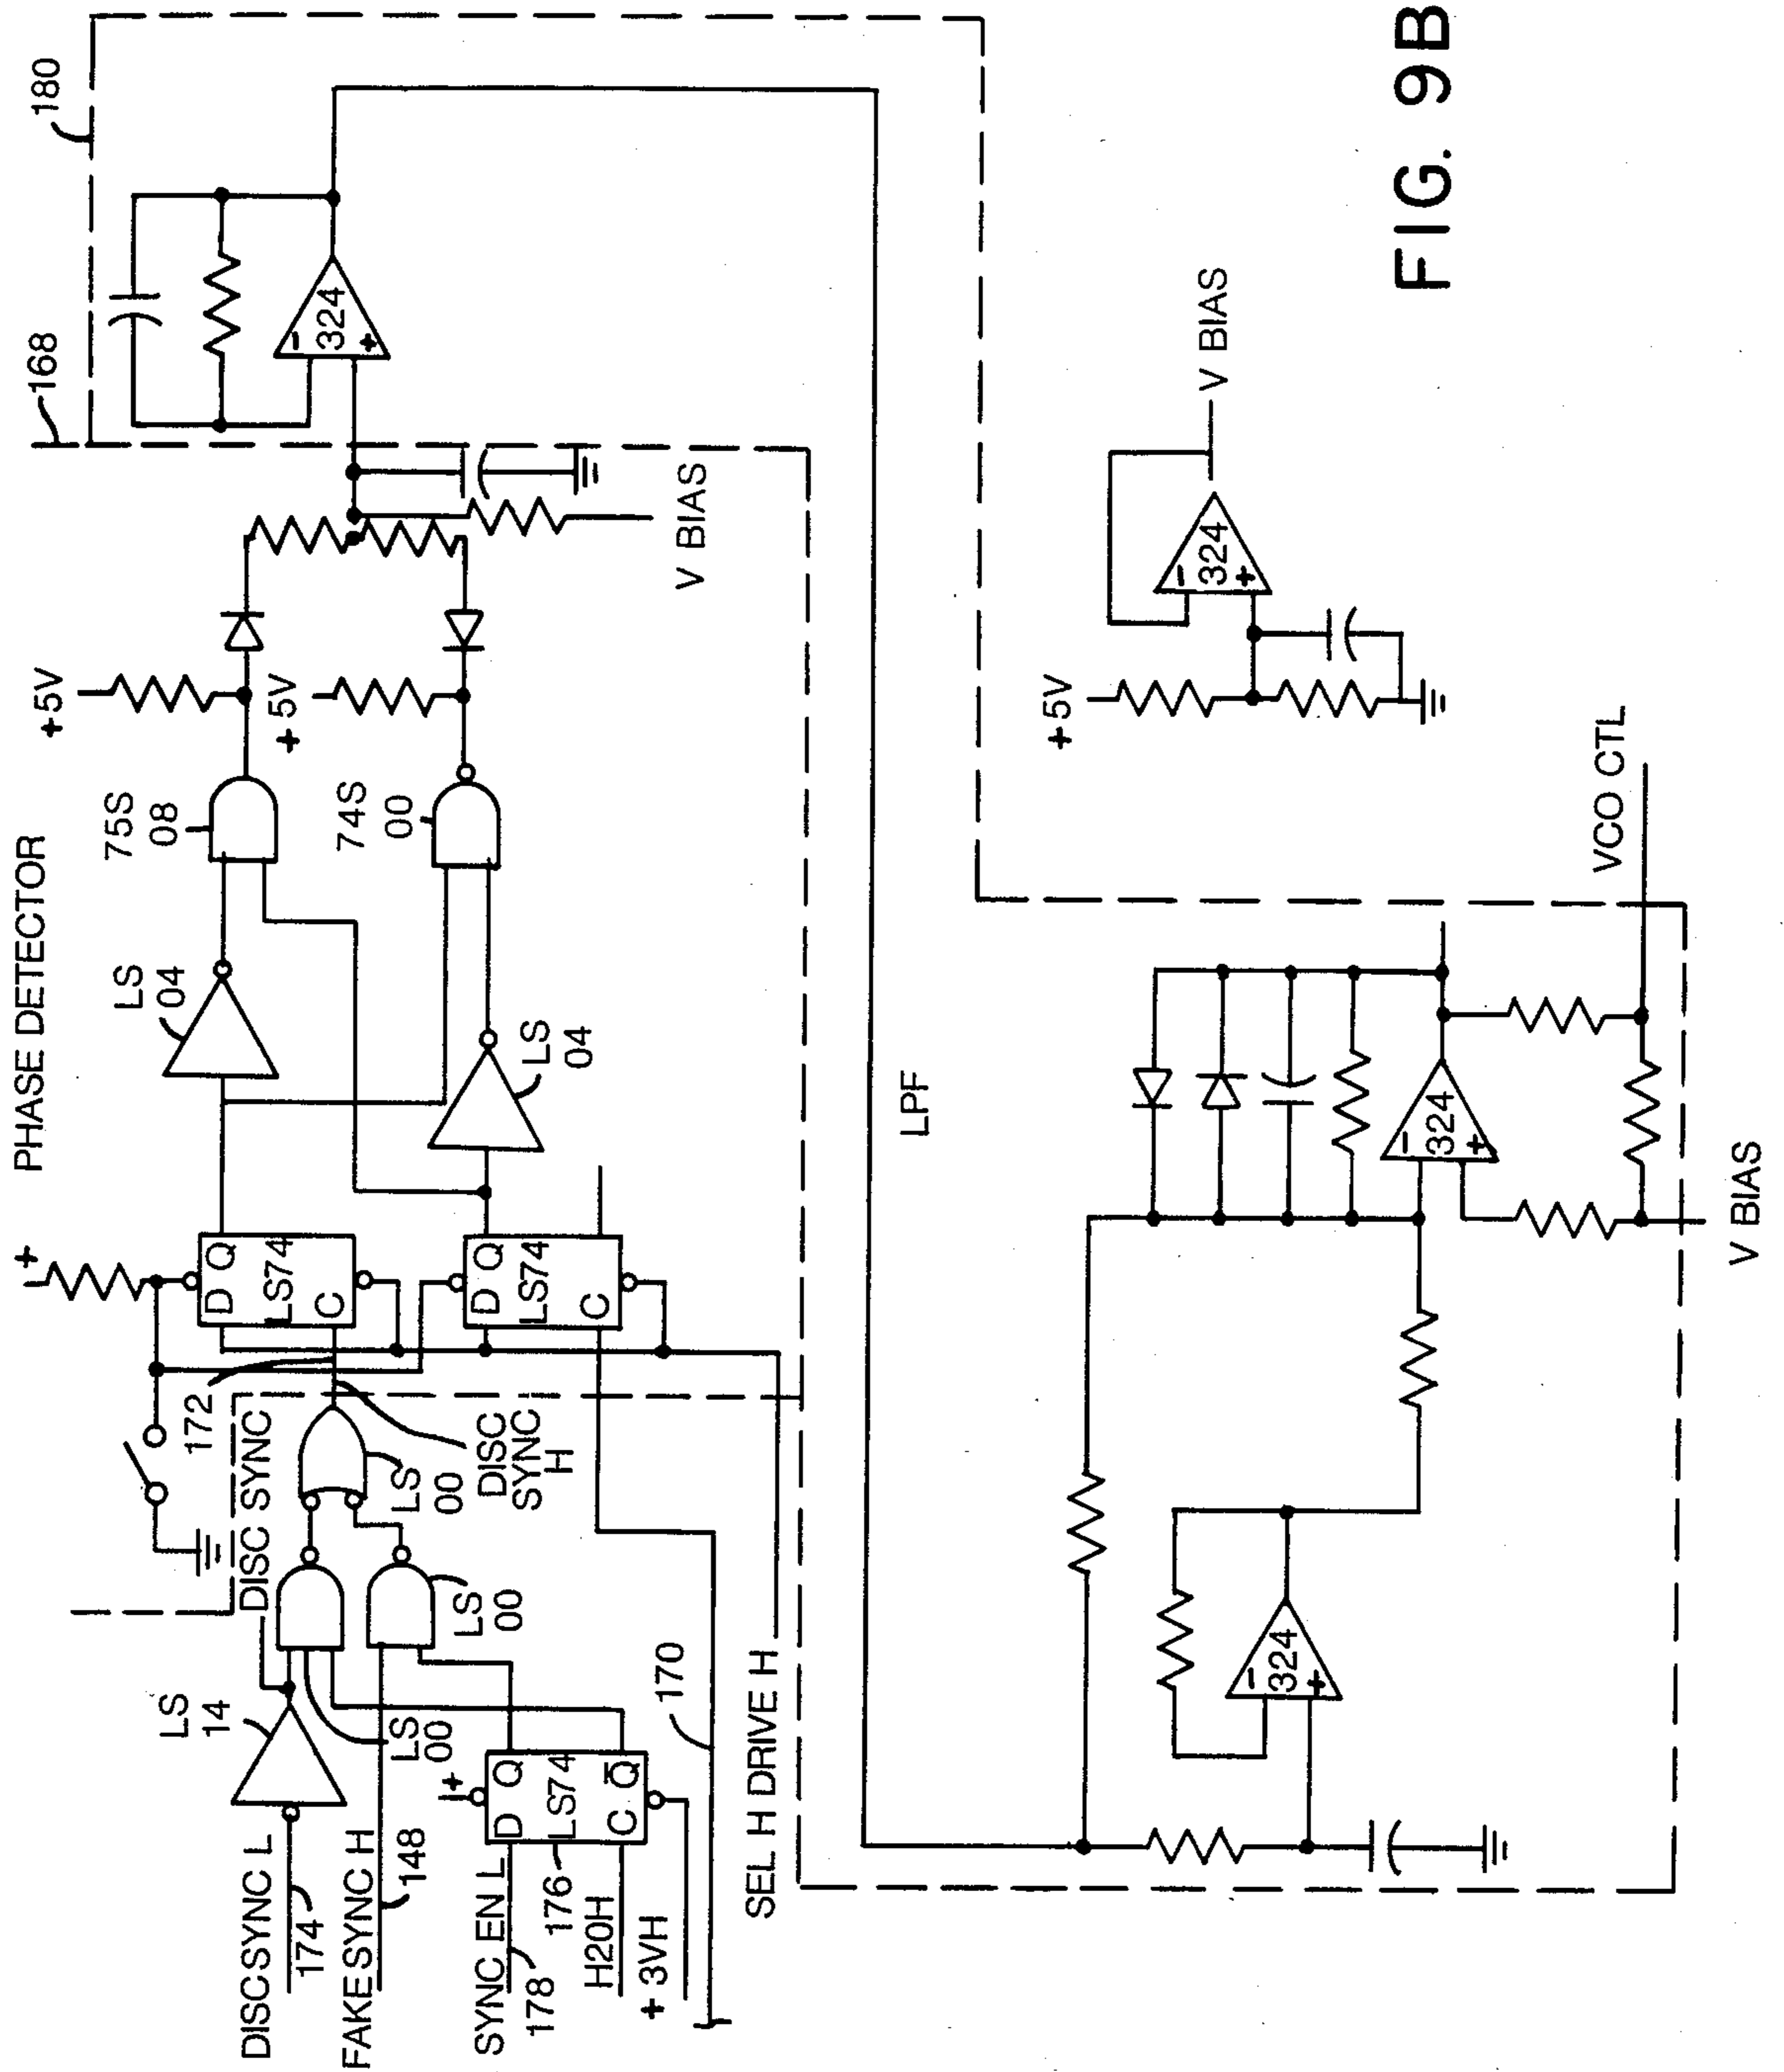 PHASE DETECTOR
168
180
+5V
+5V
75S
08
74S
00
LS
04
LS
04
+
D Q
LS74
C
D Q
LS74
C
172
DISC SYNC
DISC
SYNC
H
LS
00
LS
00
LS
00
LS
14
DISCSYNC L
174
FAKESYNC H
148
SYNC EN L
178
176
H20H
+ 3VH
+
D Q
LS74
C Q
170
SEL H DRIVE H
V BIAS
-
324
+
LPF
-
324
+
-
324
+
V BIAS
VCO CTL
+5V
-
324
+
V BIAS
FIG. 9B